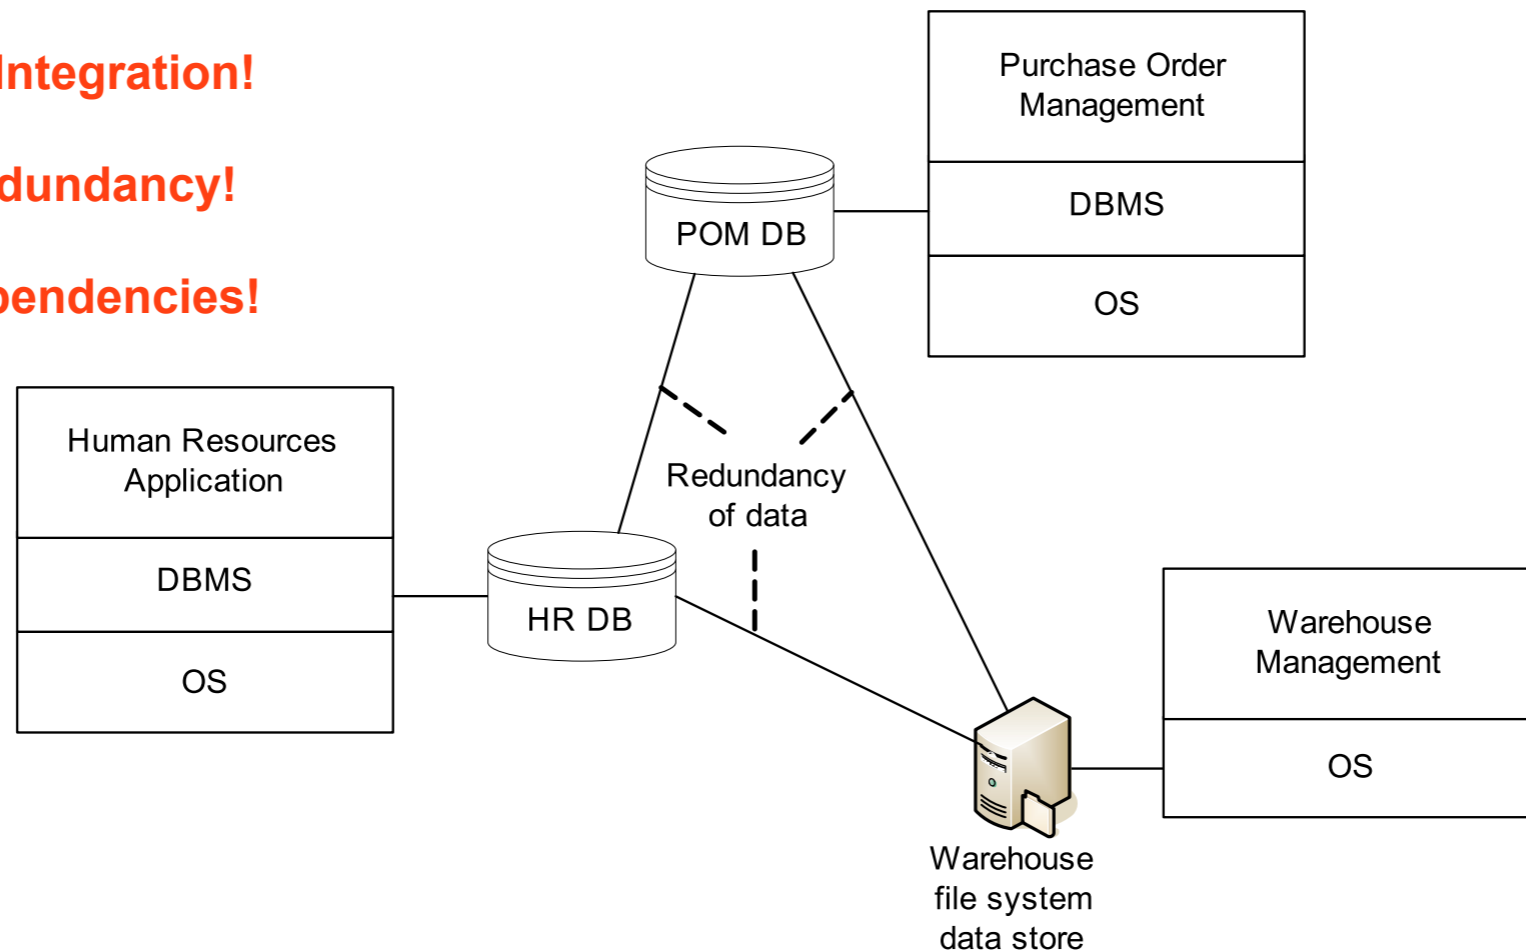 Integration!
dundancy!
pendencies!
Purchase Order
Management
DBMS
OS
POM DB
Human Resources
Application
DBMS
OS
Redundancy
of data
HR DB
Warehouse
Management
OS
Warehouse
file system
data store